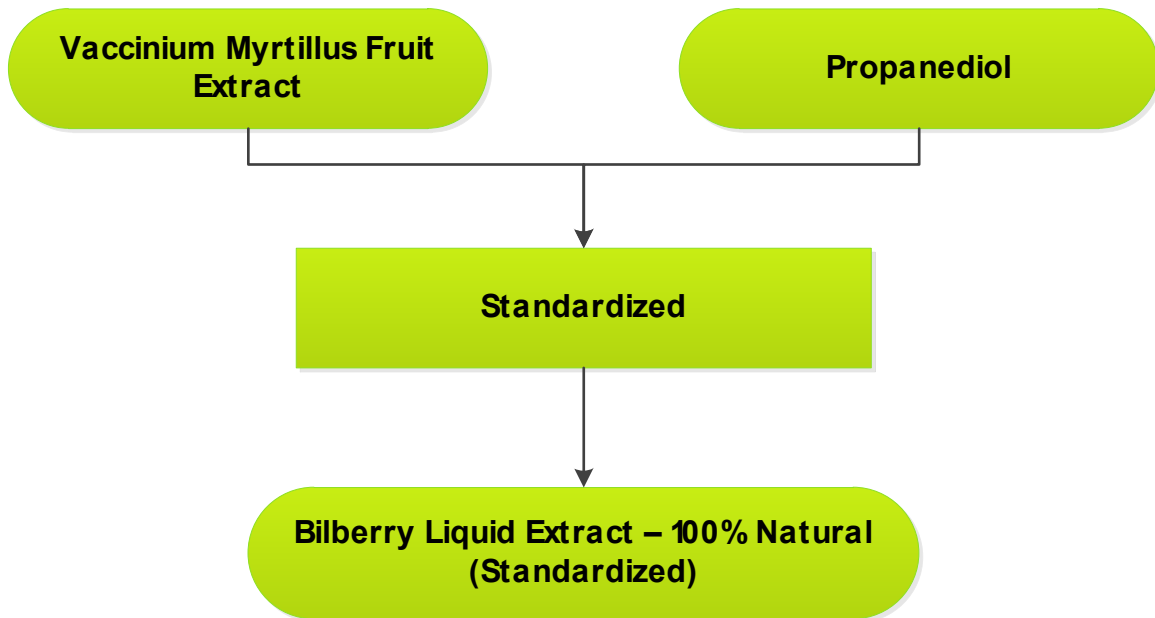 Vaccinium Myrtillus Fruit
Extract
Propanediol
Standardized
Bilberry Liquid Extract – 100% Natural
(Standardized)